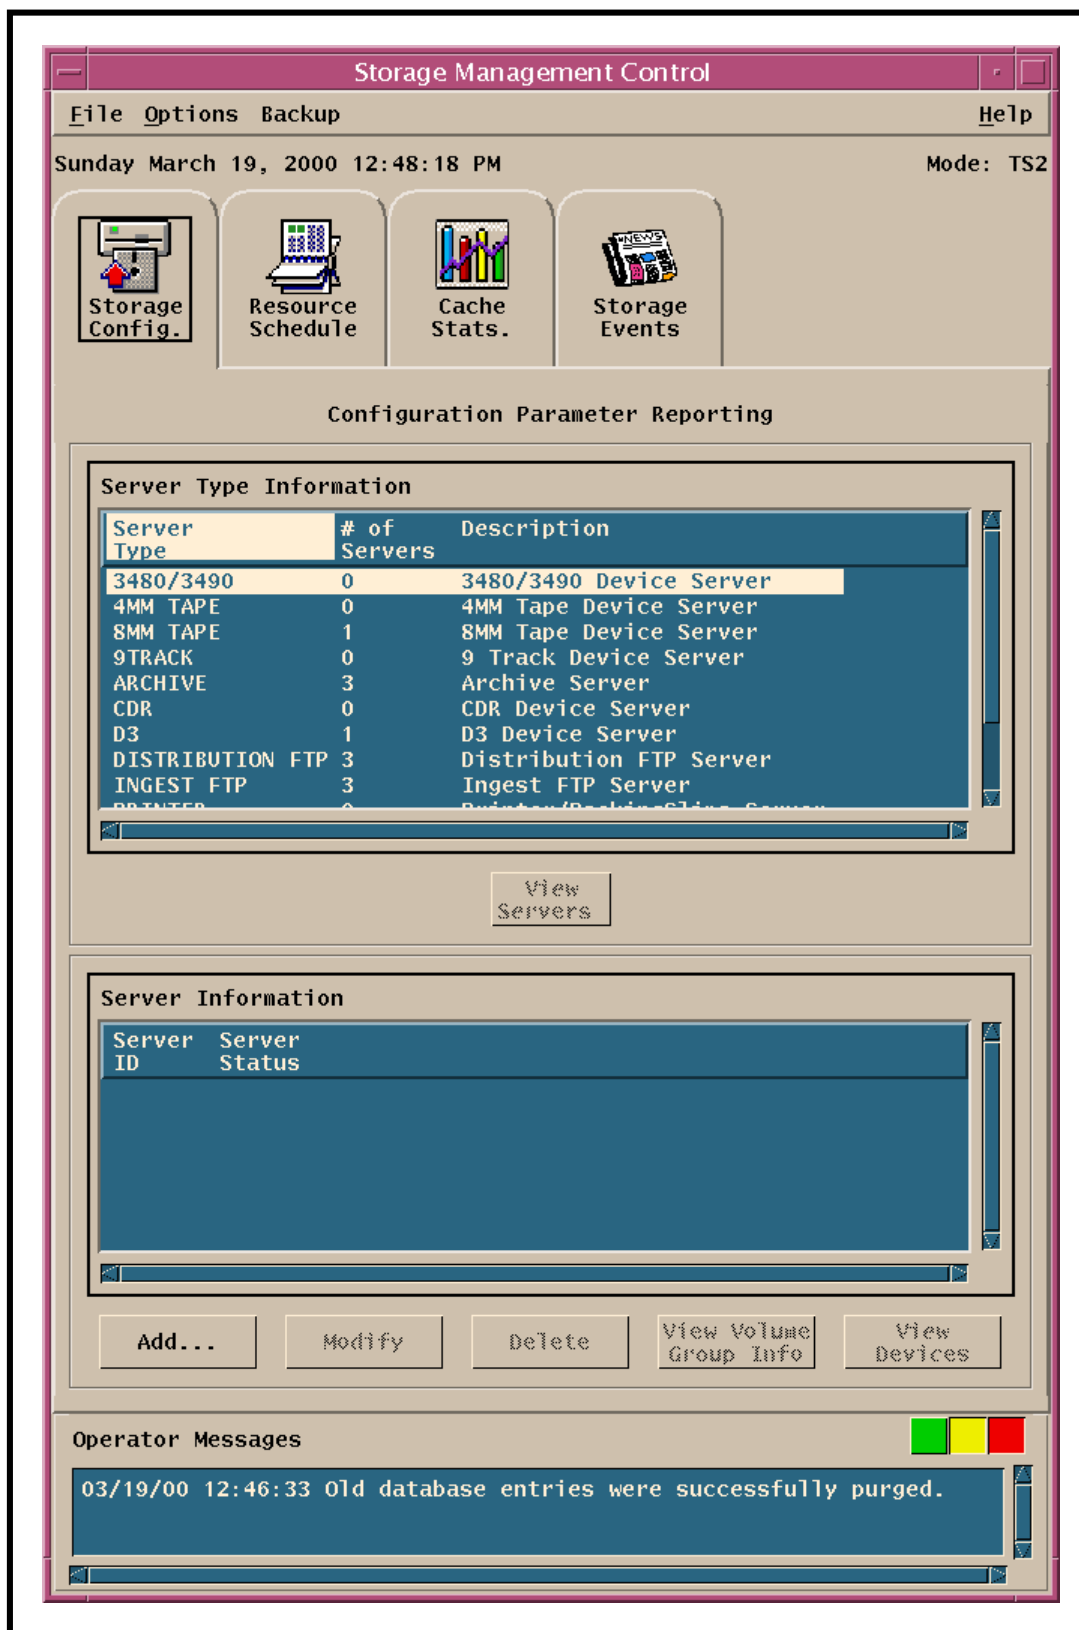 Storage Management Control
File Options Backup Help
Sunday March 19, 2000 12:48:18 PM Mode: TS2
NEWS
Storage Config.
Resource Schedule
Cache Stats.
Storage Events
Configuration Parameter Reporting
Server Type Information
Server Type # of Servers Description
3480/3490 0 3480/3490 Device Server
4MM TAPE 0 4MM Tape Device Server
8MM TAPE 1 8MM Tape Device Server
9TRACK 0 9 Track Device Server
ARCHIVE 3 Archive Server
CDR 0 CDR Device Server
D3 1 D3 Device Server
DISTRIBUTION FTP 3 Distribution FTP Server
INGEST FTP 3 Ingest FTP Server
PRINTER 0 Printer/PackingSlip Server
View Servers
Server Information
Server ID Server Status
Add... Modify Delete View Volume Group Info View Devices
Operator Messages
03/19/00 12:46:33 Old database entries were successfully purged.